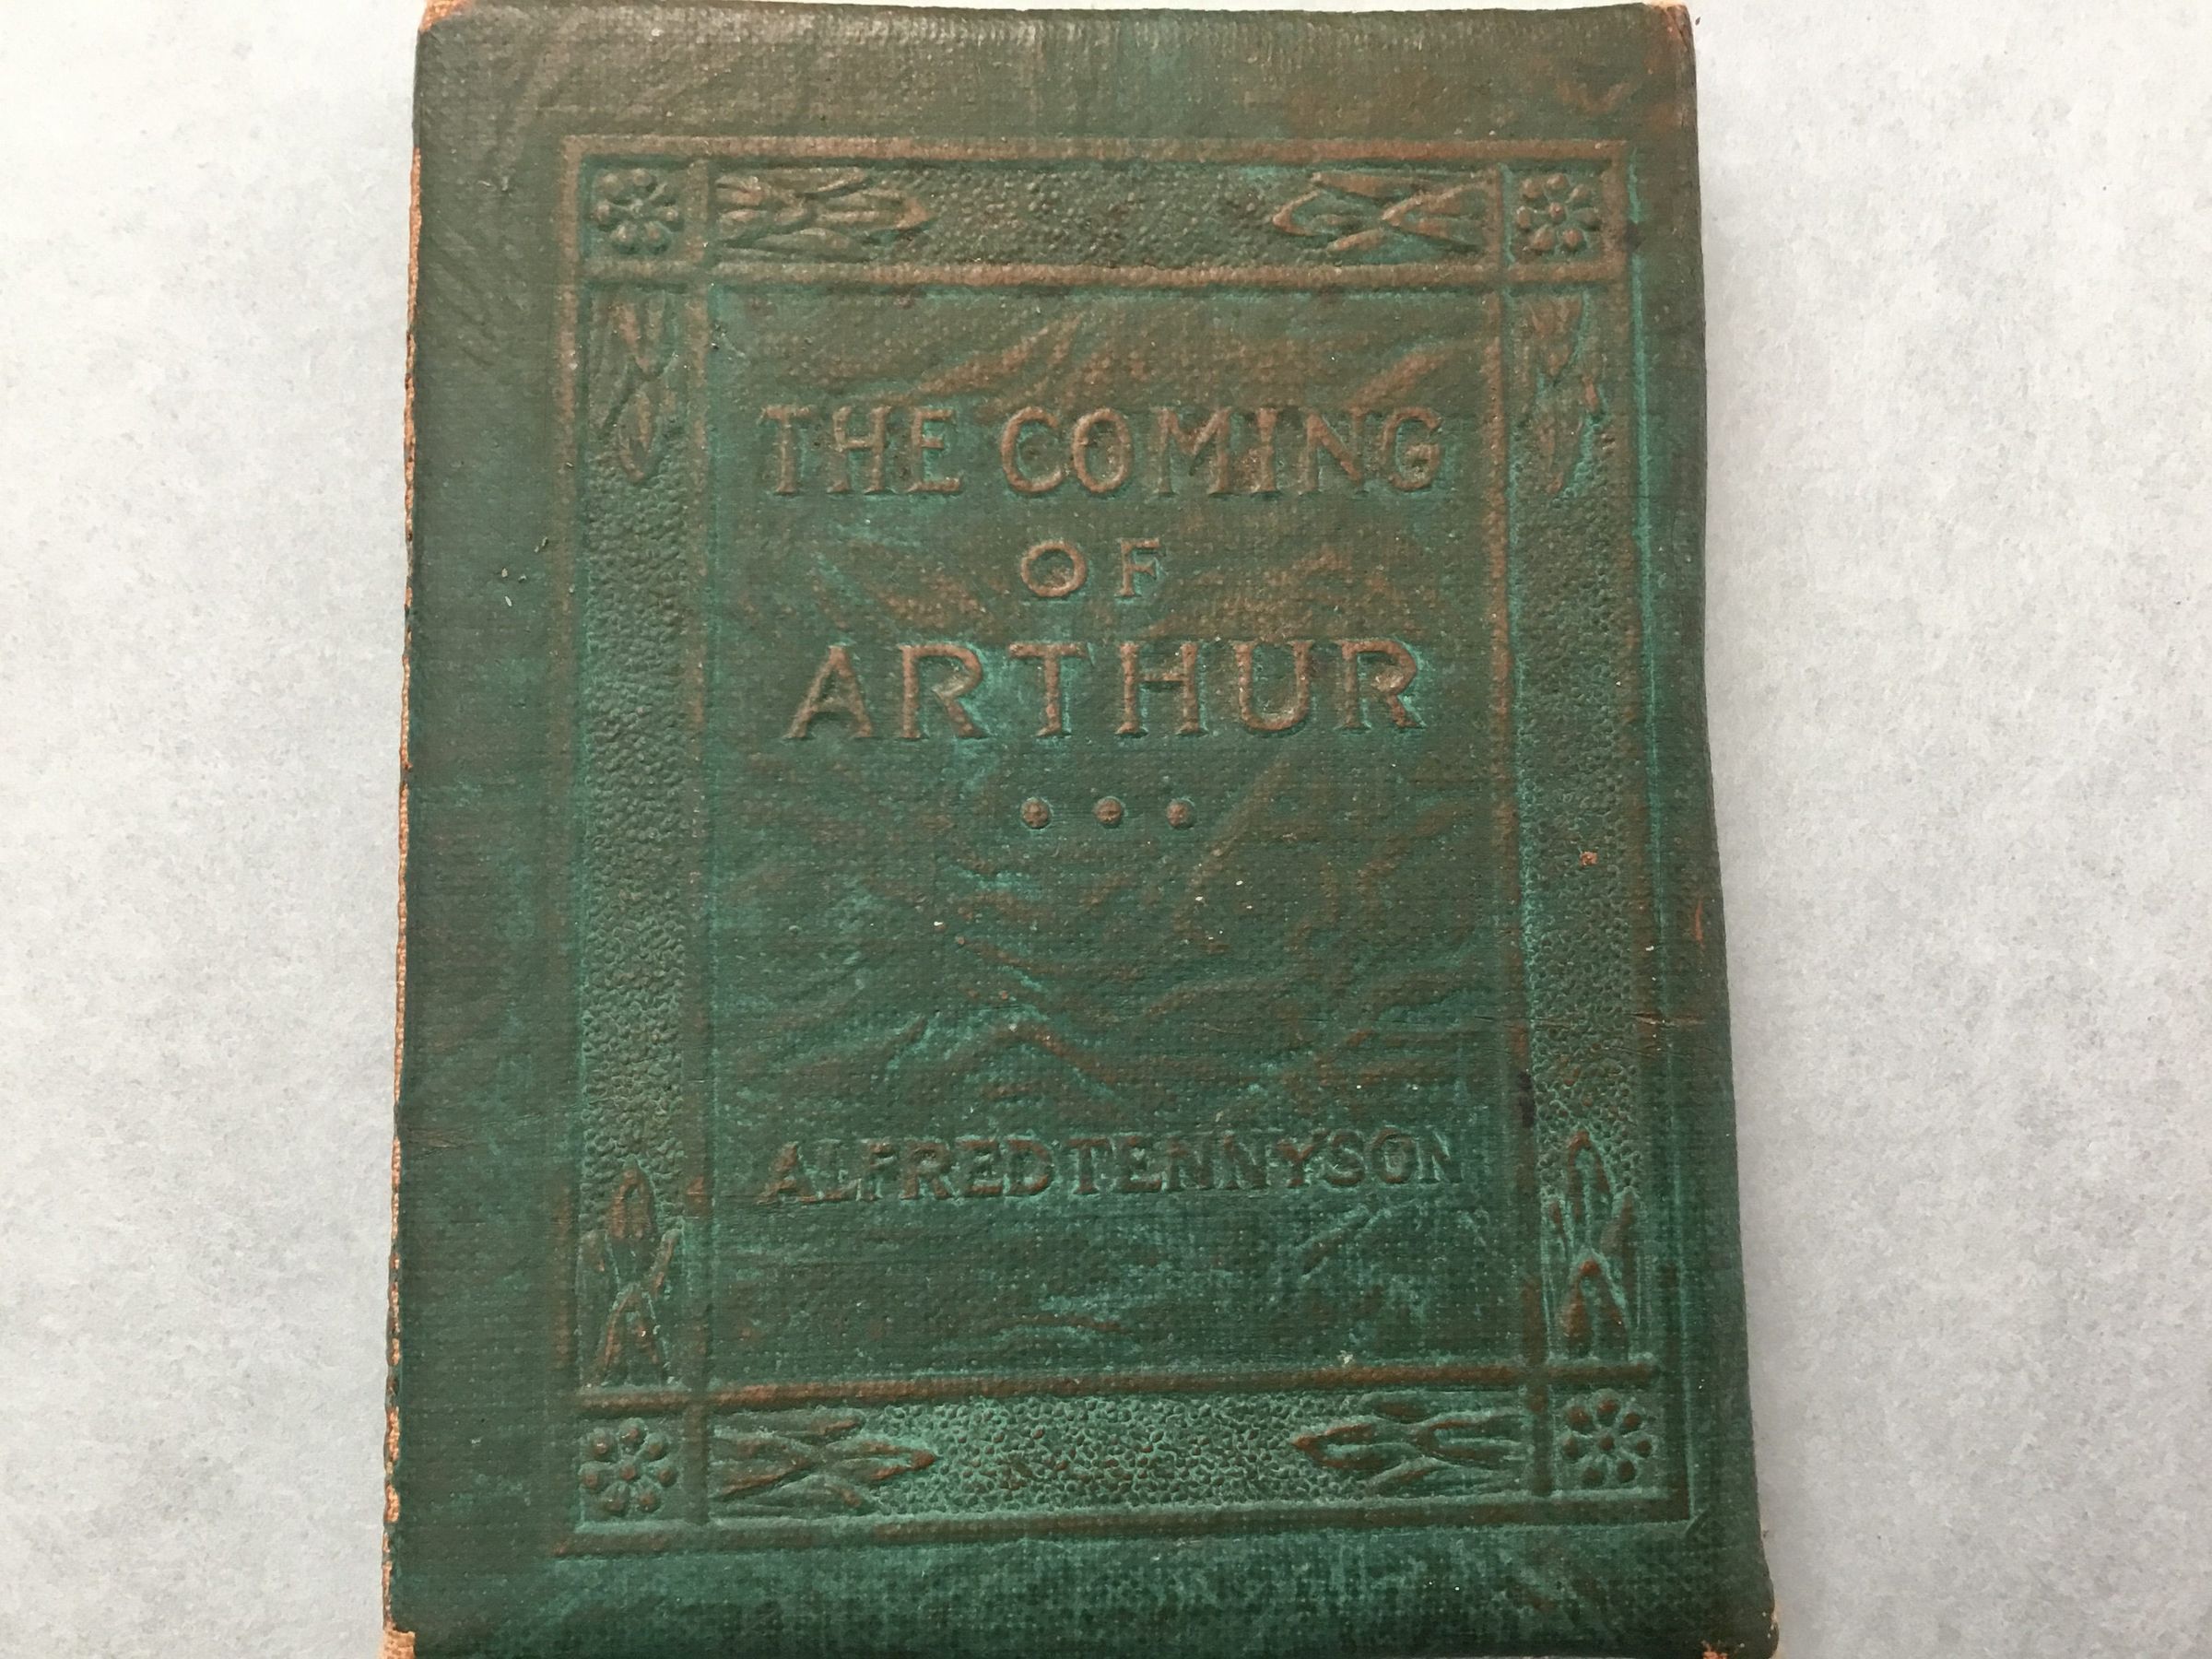 THE COMING
OF
ARTHUR
ALFRED TENNYSON